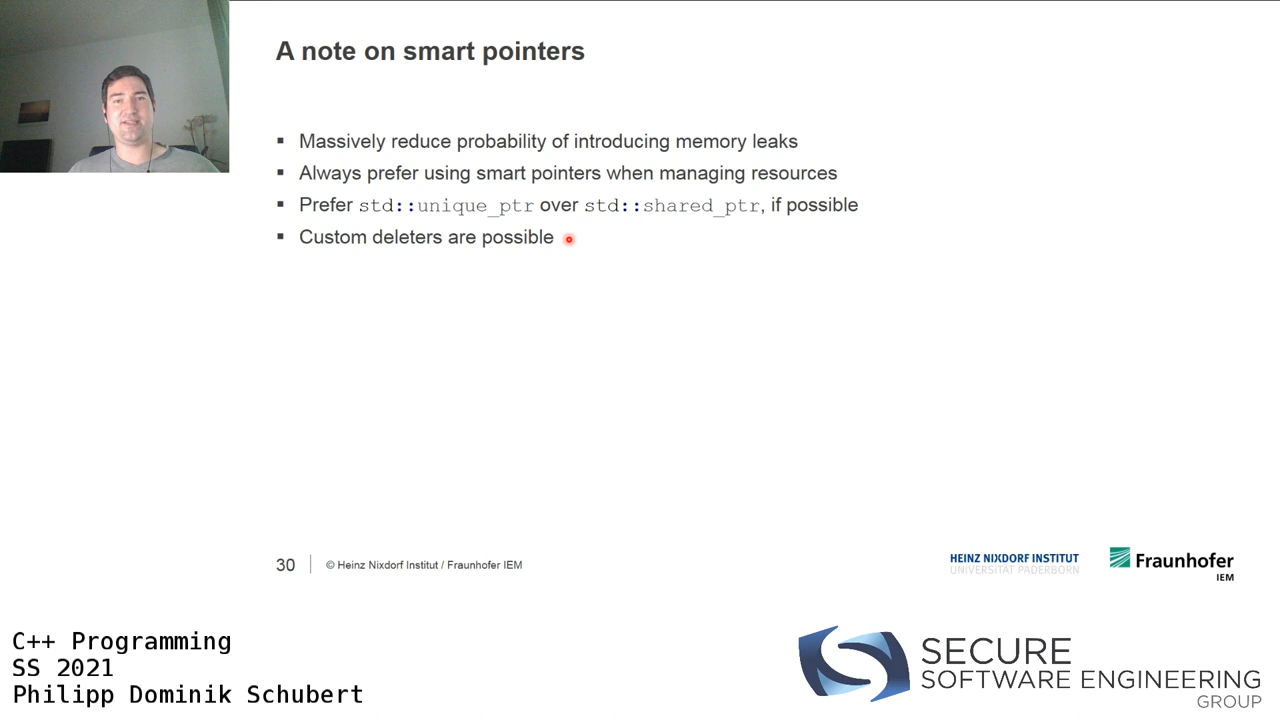 A note on smart pointers
▪ Massively reduce probability of introducing memory leaks
▪ Always prefer using smart pointers when managing resources
▪ Prefer std::unique_ptr over std::shared_ptr, if possible
▪ Custom deleters are possible
30 © Heinz Nixdorf Institut / Fraunhofer IEM
HEINZ NIXDORF INSTITUT
UNIVERSITÄT PADERBORN
Fraunhofer
IEM
C++ Programming
SS 2021
Philipp Dominik Schubert
SECURE
SOFTWARE ENGINEERING
GROUP